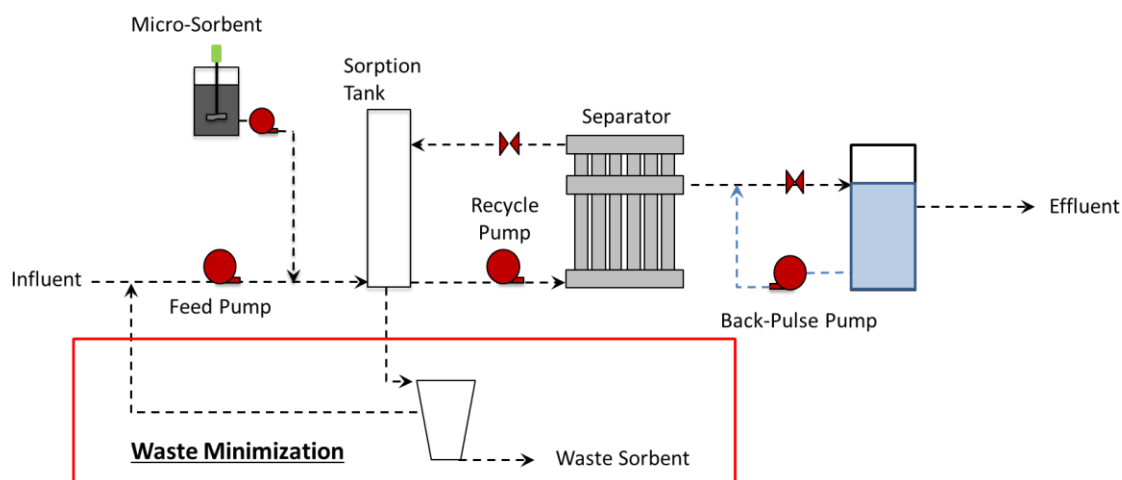 Micro-Sorbent
Sorption
Tank
Separator
Recycle
Pump
Influent
Effluent
Feed Pump
Back-Pulse Pump
Waste Minimization
Waste Sorbent